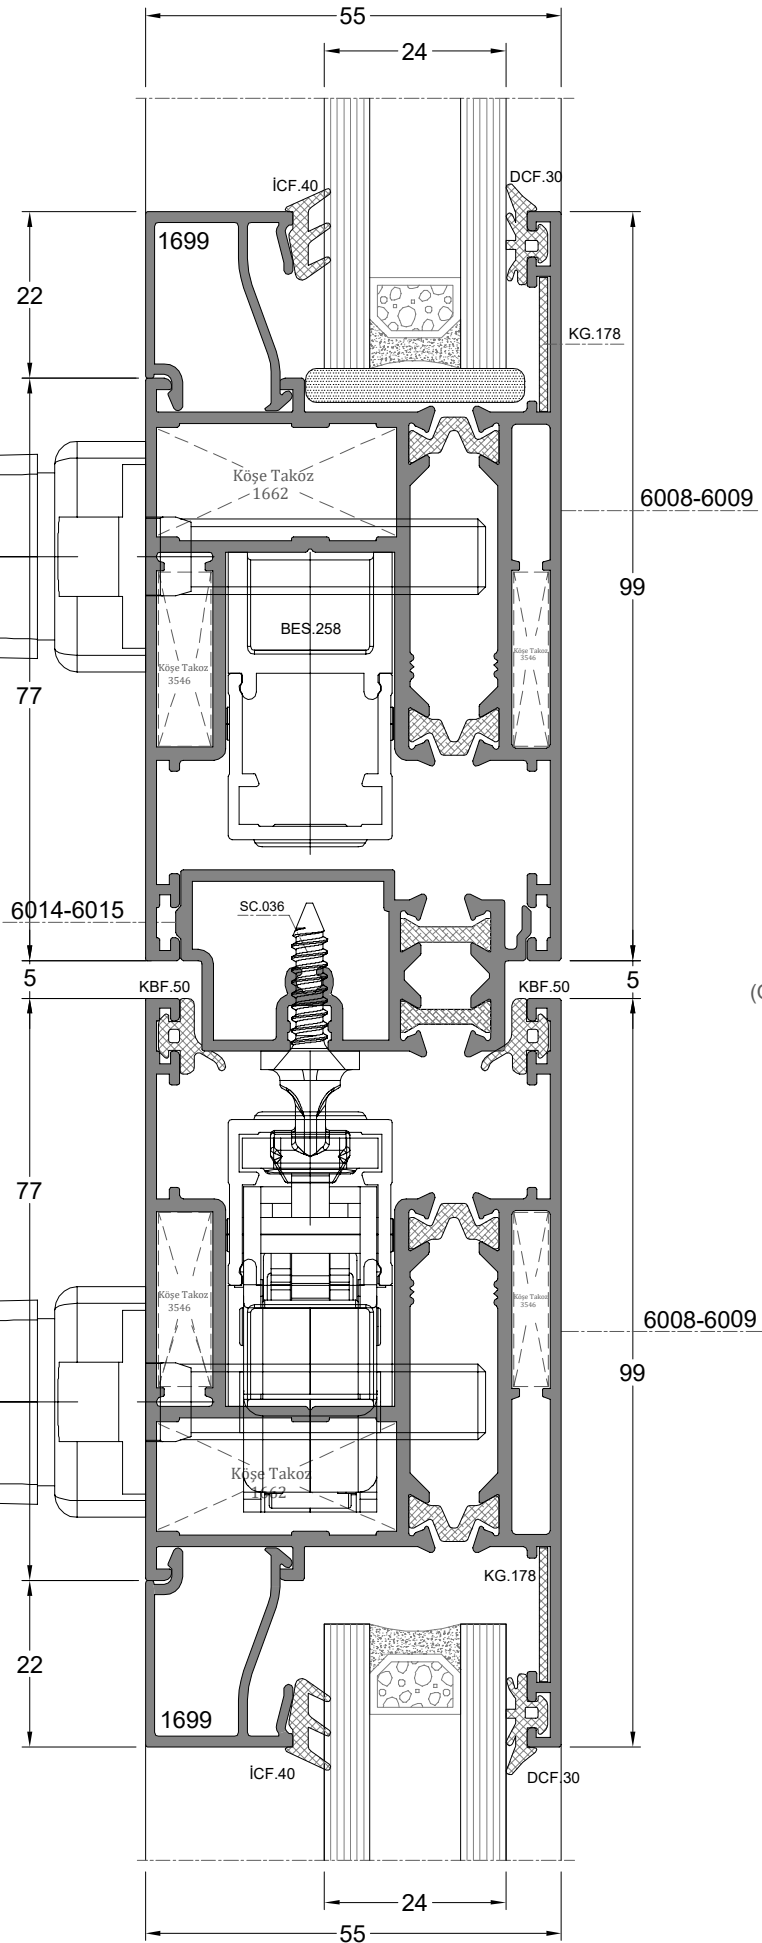 55
24
İCF.40
DCF.30
1699
22
KG.178
Köşe Takoz
1662
6008-6009
99
BES.258
Köşe Takoz
3546
Köşe Takoz
3546
77
6014-6015
SC.036
5
KBF.50
KBF.50
5
(
77
Köşe Takoz
3546
Köşe Takoz
3546
6008-6009
99
Köşe Takoz
1662
KG.178
22
1699
İCF.40
DCF.30
24
55